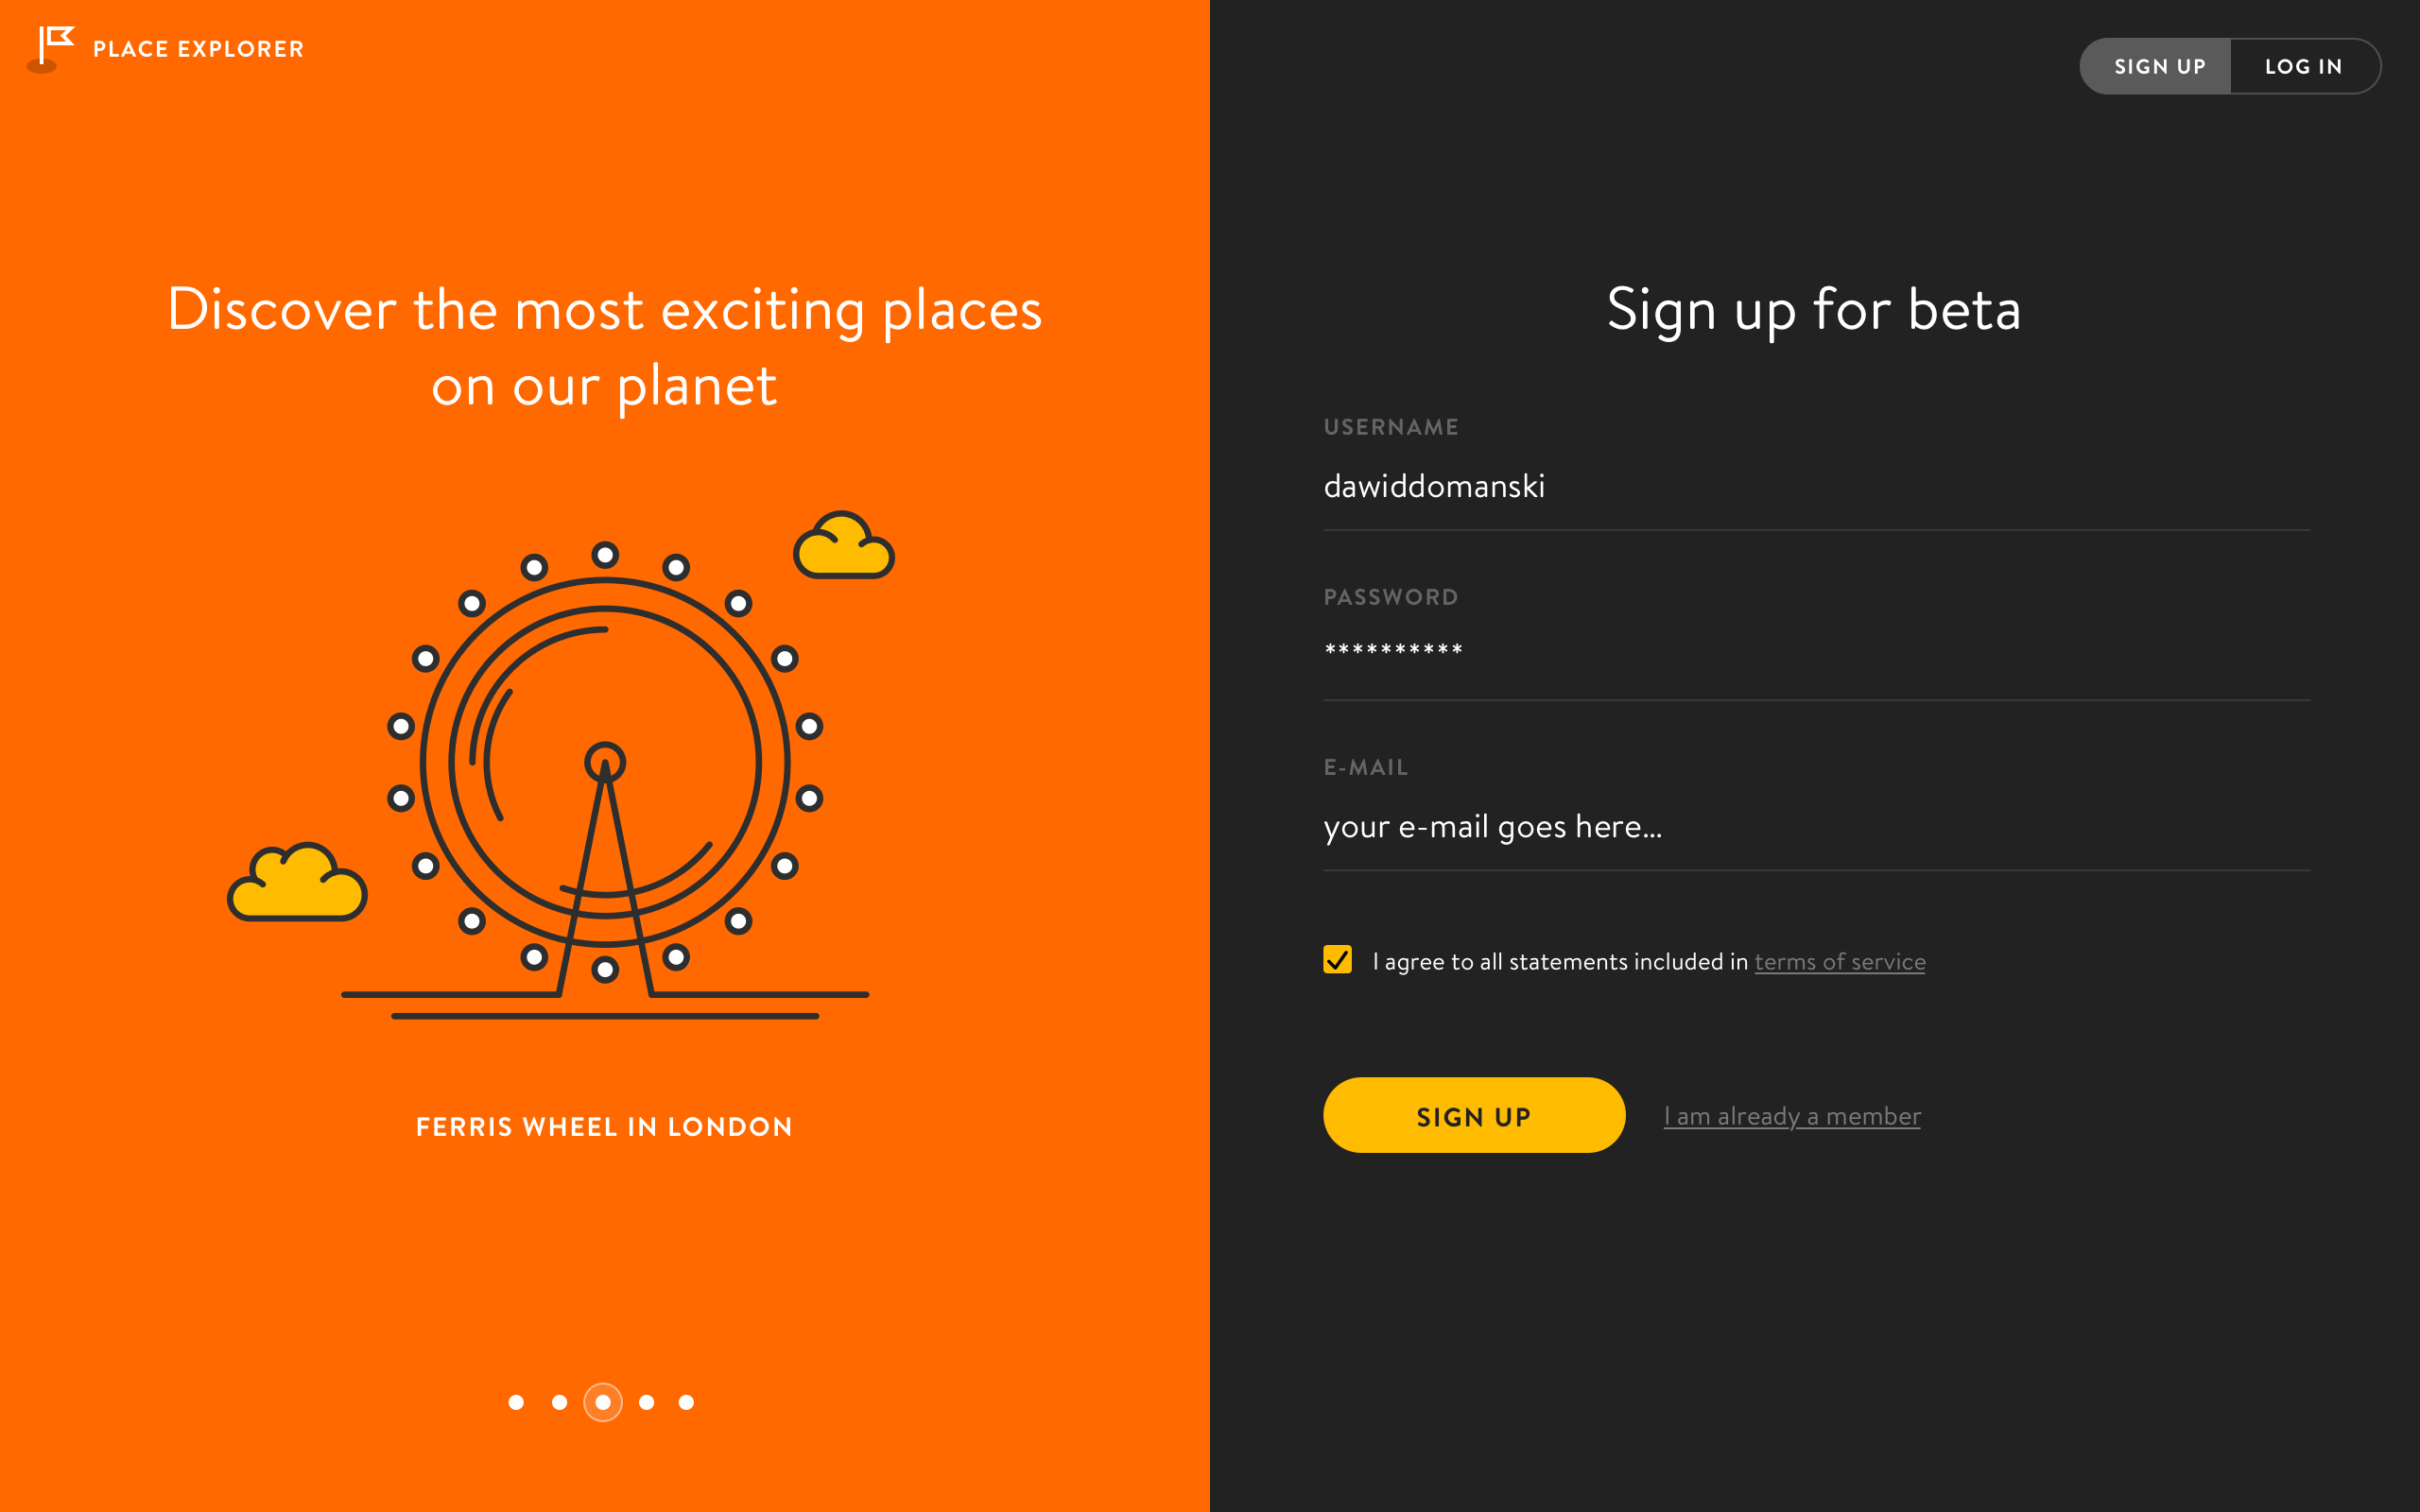 PLACE EXPLORER
SIGN UP
LOG IN
Discover the most exciting places
on our planet
FERRIS WHEEL IN LONDON
Sign up for beta
USERNAME
dawiddomanski
PASSWORD
**********
E-MAIL
your e-mail goes here...
I agree to all statements included in terms of service
SIGN UP
I am already a member